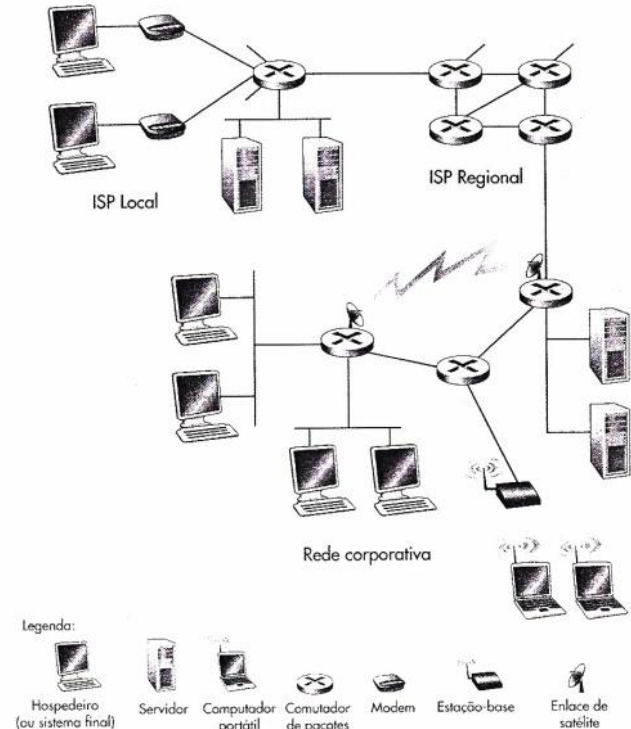 ISP Local
ISP Regional
Rede corporativa
Legenda:
Hospedeiro
(ou sistema final)
Servidor
Computador
portátil
Comutador
de pacotes
Modem
Estação-base
Enlace de
satélite